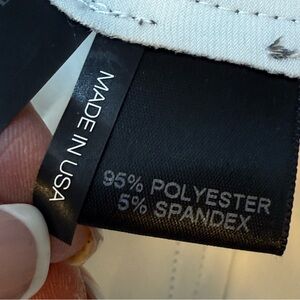 MADE IN USA
95% POLYESTER
5% SPANDEX